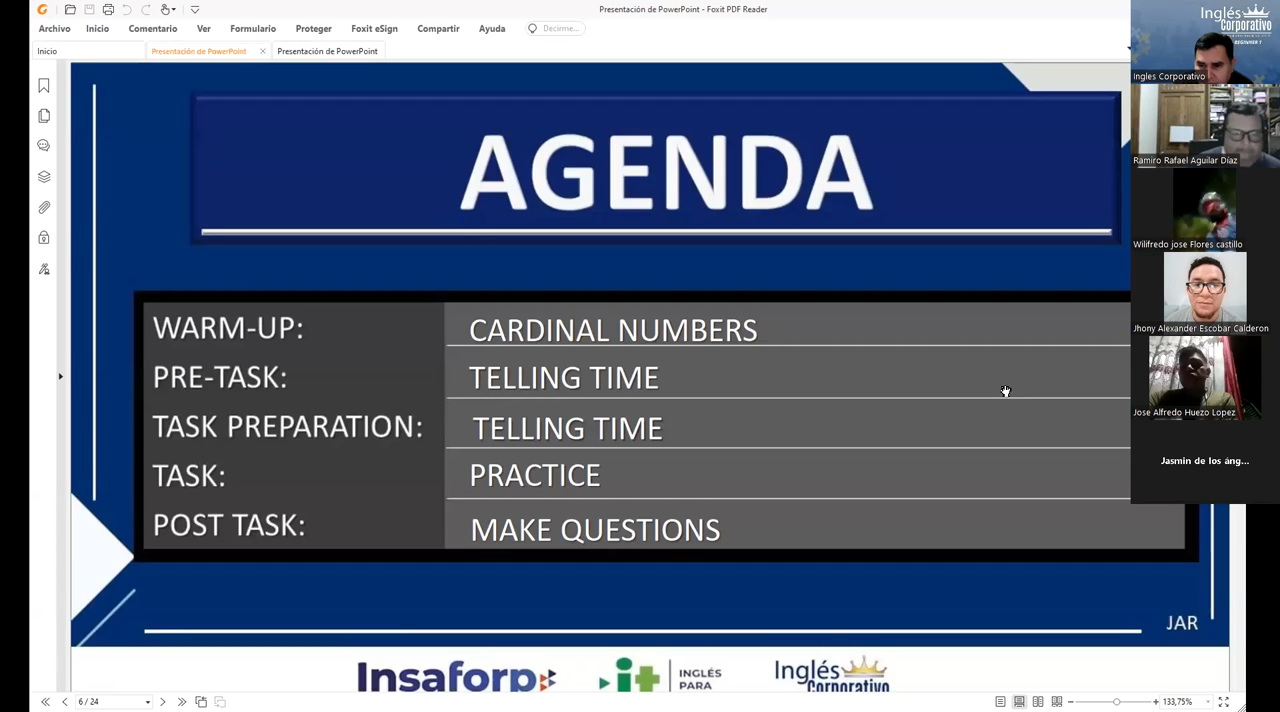 Presentación de PowerPoint - Foxit PDF Reader
Archivo Inicio Comentario Ver Formulario Proteger Foxit eSign Compartir Ayuda Decirme...
Inicio Presentación de PowerPoint Presentación de PowerPoint
AGENDA
WARM-UP: CARDINAL NUMBERS
PRE-TASK: TELLING TIME
TASK PREPARATION: TELLING TIME
TASK: PRACTICE
POST TASK: MAKE QUESTIONS
JAR
Insaforp
it
INGLÉS
PARA
Inglés
Corporativo
6 / 24
133,75%
Inglés
Corporativo
BEGINNER 1
Ingles Corporativo
Ramiro Rafael Aguilar Díaz
Wilifredo jose Flores castillo
Jhony Alexander Escobar Calderon
Jose Alfredo Huezo Lopez
Jasmin de los áng...